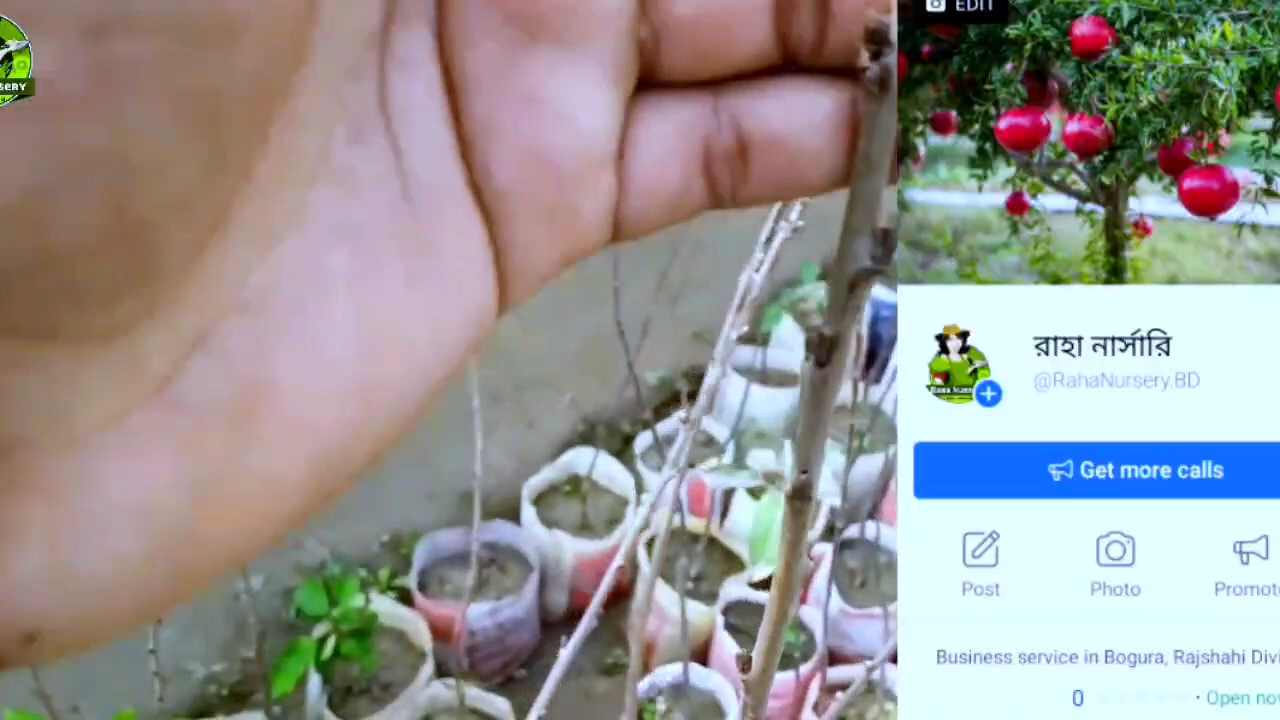 EDIT
রাহা নার্সারি
@RahaNursery.BD
Get more calls
Post
Photo
Promot
Business service in Bogura, Rajshahi Divi
0
· Open no